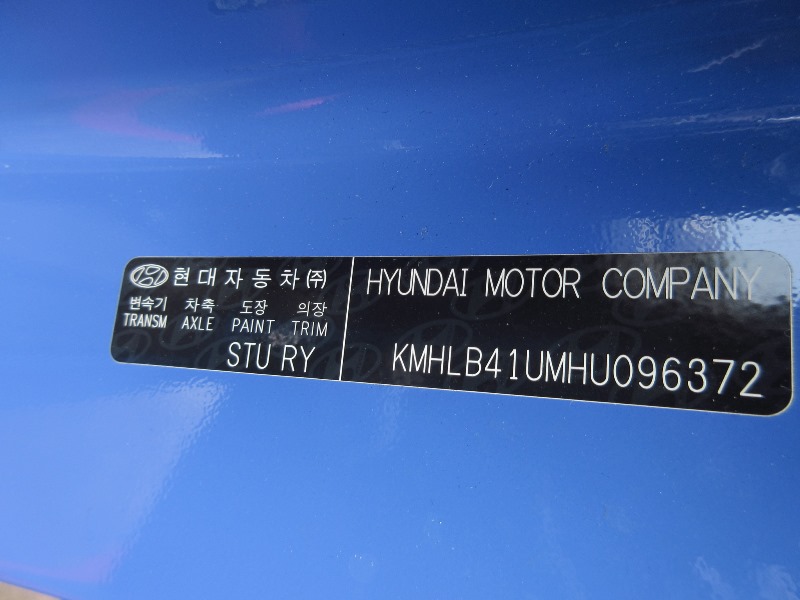 현대자동차㈜
변속기 차축 도장 의장
TRANSM AXLE PAINT TRIM
STU RY
HYUNDAI MOTOR COMPANY
KMHLB41UMHU096372